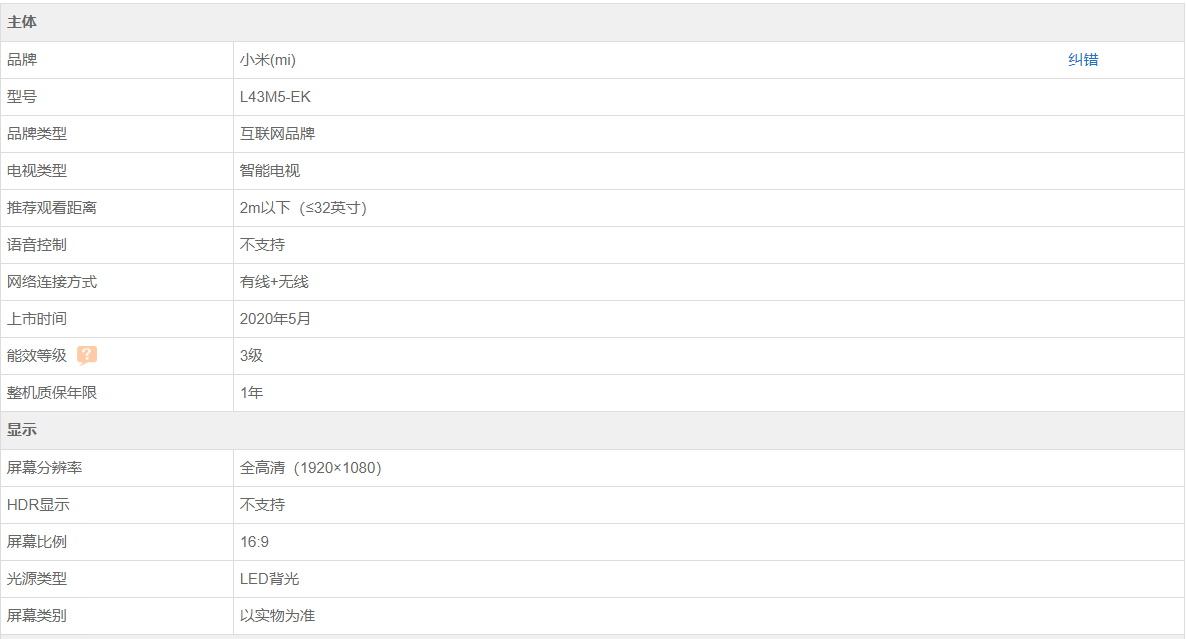 主体
品牌 小米(mi) 纠错
型号 L43M5-EK
品牌类型 互联网品牌
电视类型 智能电视
推荐观看距离 2m以下（≤32英寸）
语音控制 不支持
网络连接方式 有线+无线
上市时间 2020年5月
能效等级 ? 3级
整机质保年限 1年
显示
屏幕分辨率 全高清（1920×1080）
HDR显示 不支持
屏幕比例 16:9
光源类型 LED背光
屏幕类别 以实物为准